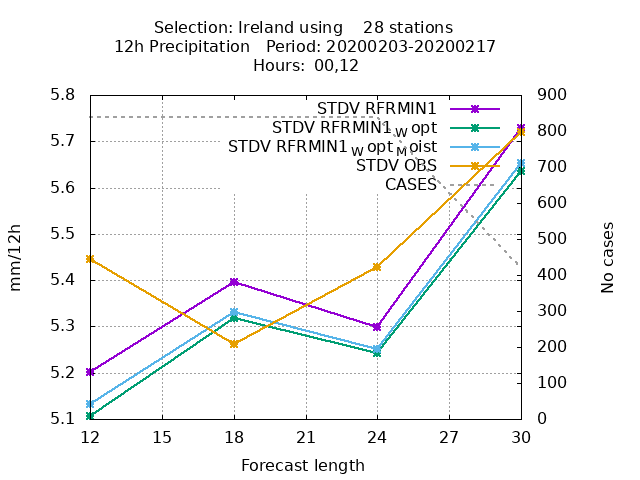 Selection: Ireland using    28 stations
12h Precipitation   Period: 20200203-20200217
Hours:  00,12
5.8
5.7
5.6
5.5
5.4
5.3
5.2
5.1
mm/12h
STDV RFRMIN1
STDV RFRMIN1_W opt
STDV RFRMIN1_W opt_M oist
STDV OBS
CASES
900
800
700
600
500
400
300
200
100
0
No cases
12 15 18 21 24 27 30
Forecast length